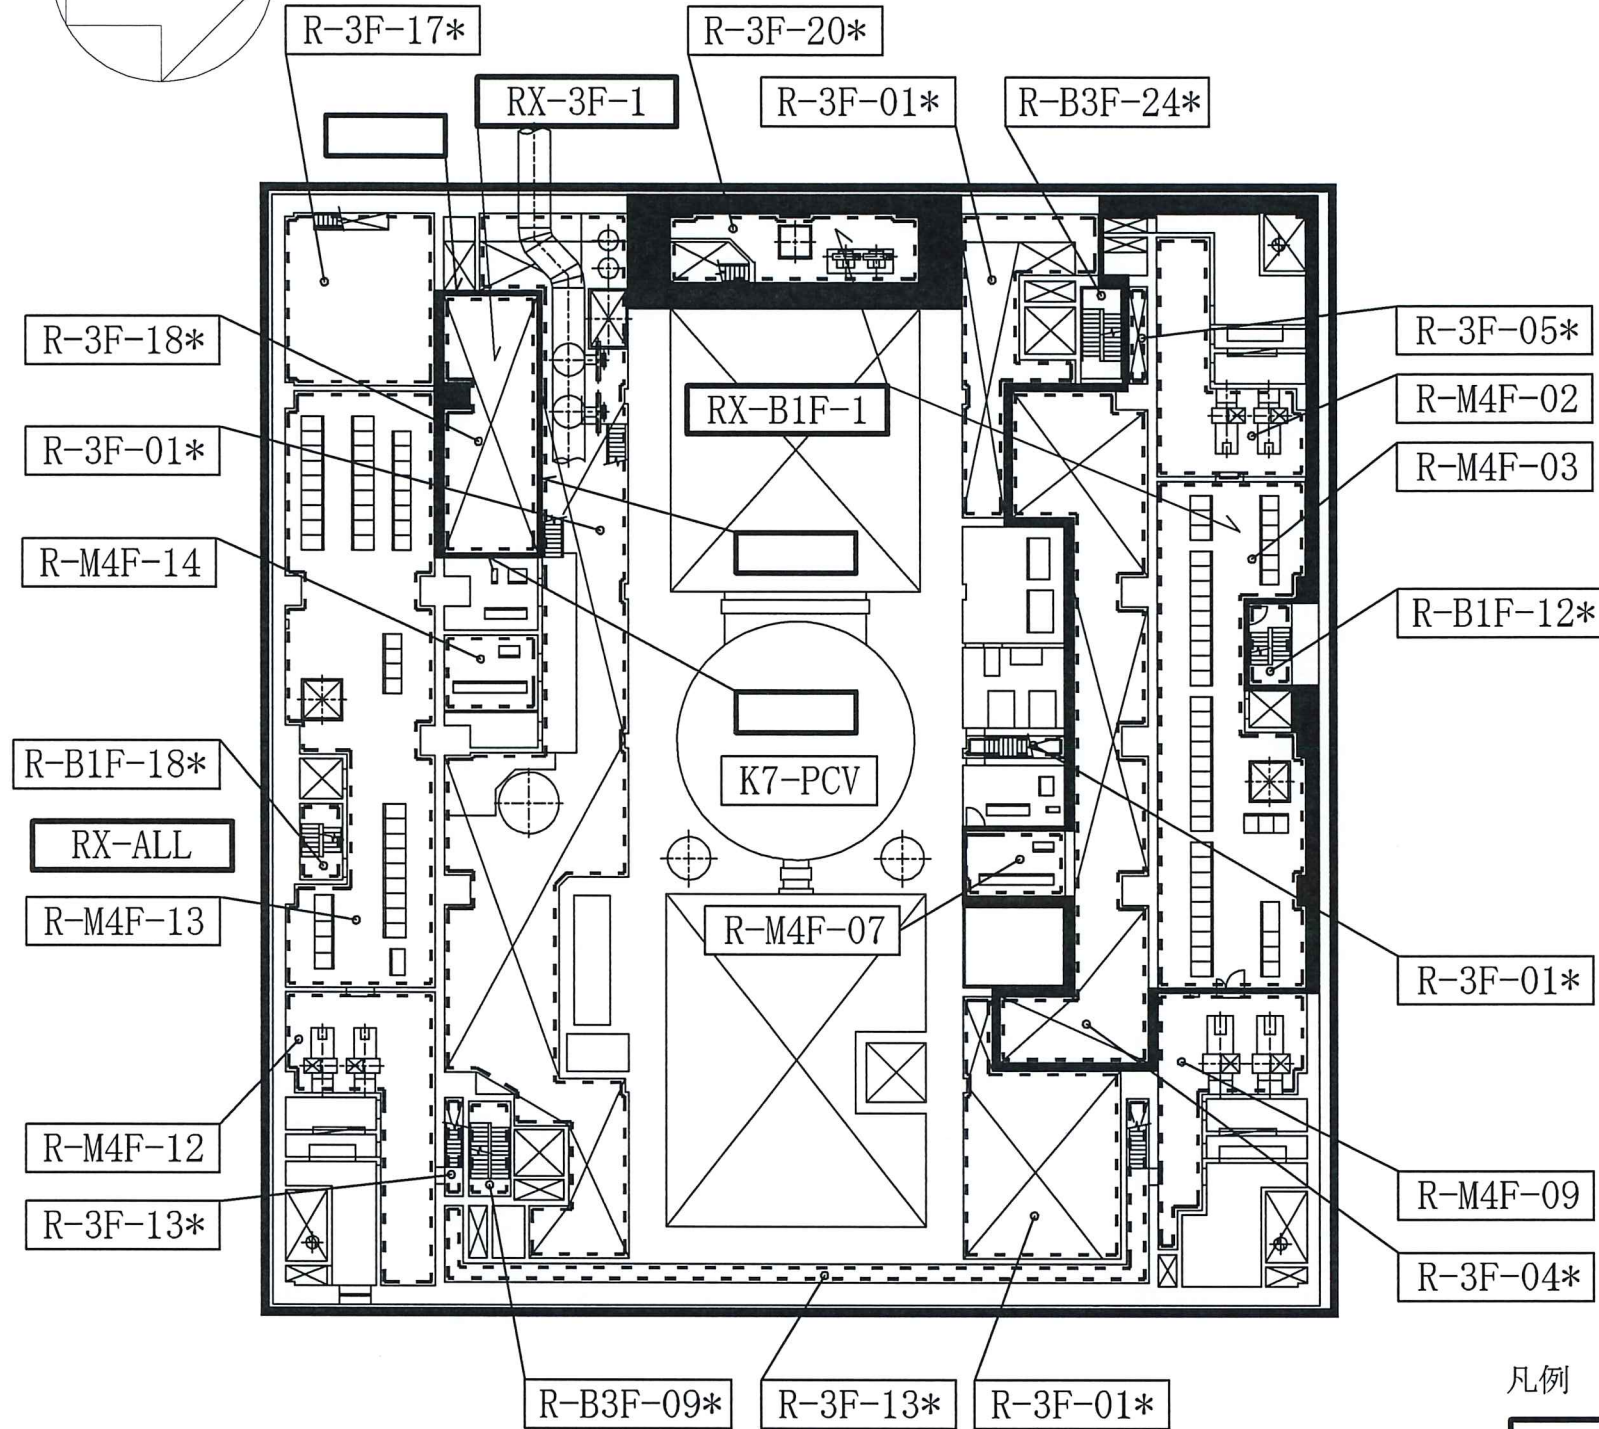 R-3F-17*
R-3F-20*
RX-3F-1
R-3F-01*
R-B3F-24*
R-3F-18*
R-3F-05*
RX-B1F-1
R-M4F-02
R-3F-01*
R-M4F-03
R-M4F-14
R-B1F-12*
R-B1F-18*
K7-PCV
RX-ALL
R-M4F-13
R-M4F-07
R-3F-01*
R-M4F-12
R-M4F-09
R-3F-13*
R-3F-04*
R-B3F-09*
R-3F-13*
R-3F-01*
凡例